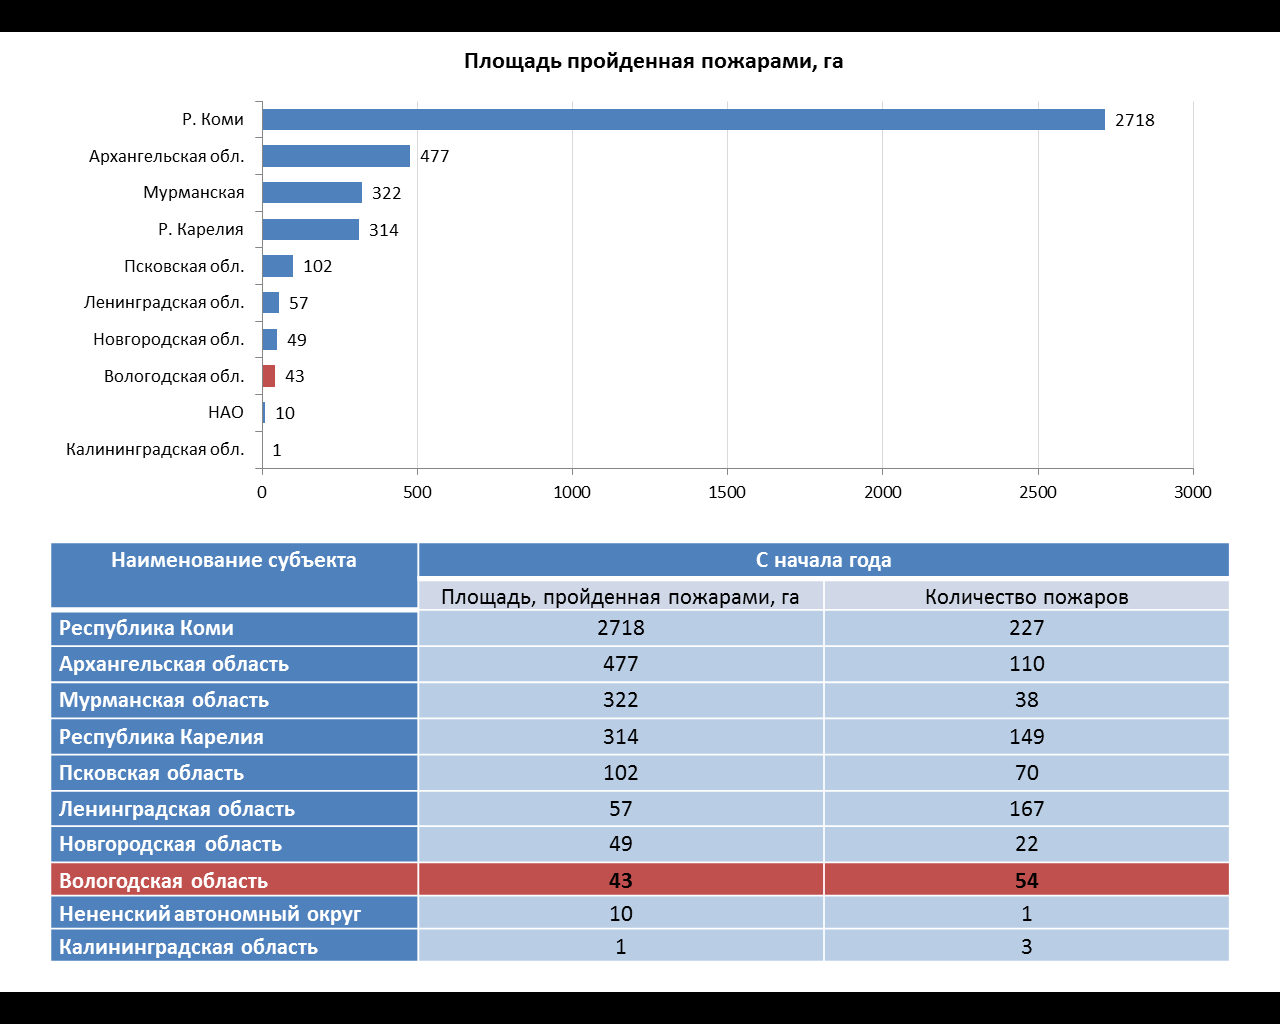 Площадь пройденная пожарами, га
Р. Коми 2718
Архангельская обл. 477
Мурманская 322
Р. Карелия 314
Псковская обл. 102
Ленинградская обл. 57
Новгородская обл. 49
Вологодская обл. 43
НАО 10
Калининградская обл. 1
0 500 1000 1500 2000 2500 3000
Наименование субъекта С начала года
Площадь, пройденная пожарами, га Количество пожаров
Республика Коми 2718 227
Архангельская область 477 110
Мурманская область 322 38
Республика Карелия 314 149
Псковская область 102 70
Ленинградская область 57 167
Новгородская область 49 22
Вологодская область 43 54
Нененский автономный округ 10 1
Калининградская область 1 3